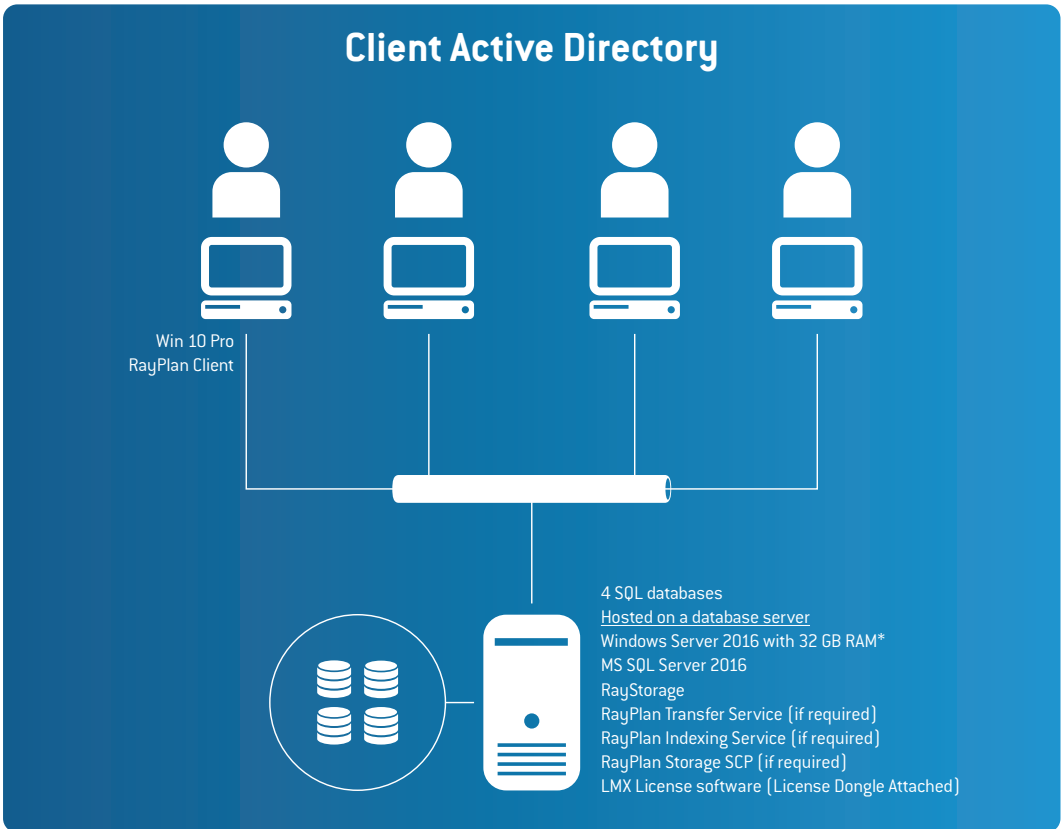 Client Active Directory
Win 10 Pro
RayPlan Client
4 SQL databases
Hosted on a database server
Windows Server 2016 with 32 GB RAM*
MS SQL Server 2016
RayStorage
RayPlan Transfer Service (if required)
RayPlan Indexing Service (if required)
RayPlan Storage SCP (if required)
LMX License software (License Dongle Attached)